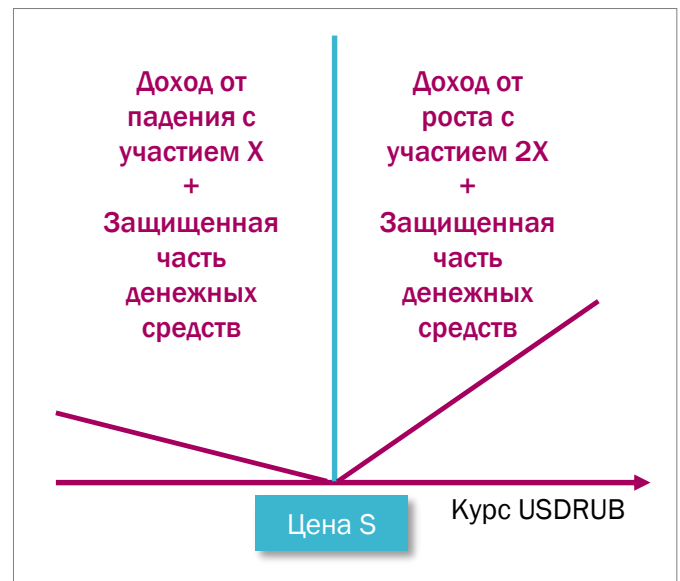 Доход от
падения с
участием X
+
Защищенная
часть
денежных
средств
Доход от
роста с
участием 2X
+
Защищенная
часть
денежных
средств
Цена S
Курс USDRUB